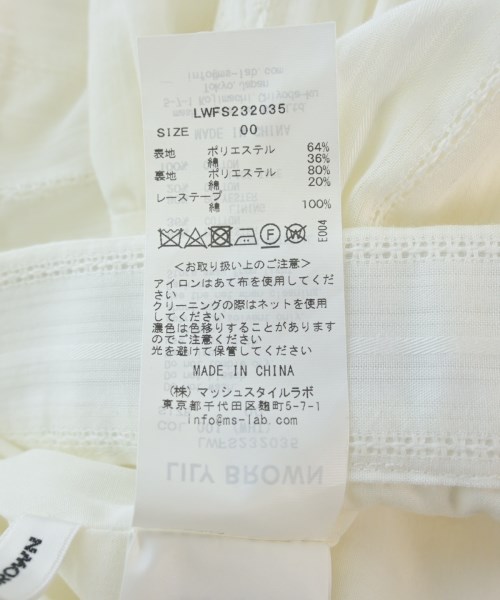 LWFS232035
SIZE 00
表地 ポリエステル 64%
綿 36%
裏地 ポリエステル 80%
綿 20%
レーステープ
綿 100%
F
W
E004
＜お取り扱い上のご注意＞
アイロンはあて布を使用してくださ
い
クリーニングの際はネットを使用
してください
濃色は色移りすることがあります
のでご注意ください
光を避けて保管してください
MADE IN CHINA
(株) マッシュスタイルラボ
東京都千代田区麹町5-7-1
info@ms-lab.com
LWFS232035
LILY BROWN
ROWN